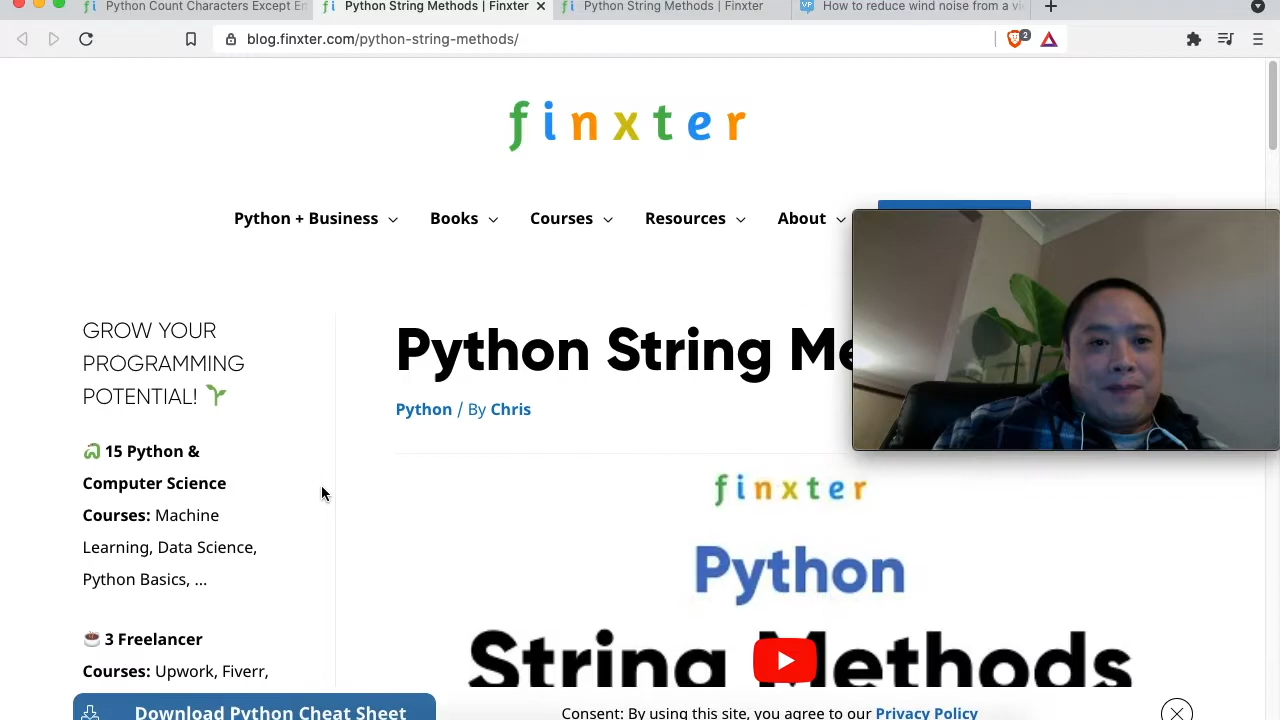 Python Count Characters Except Em
Python String Methods | Finxter
Python String Methods | Finxter
How to reduce wind noise from a vi
blog.finxter.com/python-string-methods/
2
finxter
Python + Business
Books
Courses
Resources
About
GROW YOUR
PROGRAMMING
POTENTIAL!
Python String Me
Python / By Chris
15 Python &
Computer Science
Courses: Machine
Learning, Data Science,
Python Basics, ...
3 Freelancer
Courses: Upwork, Fiverr,
finxter
Python
String Methods
Download Python Cheat Sheet
Consent: By using this site, you agree to our Privacy Policy